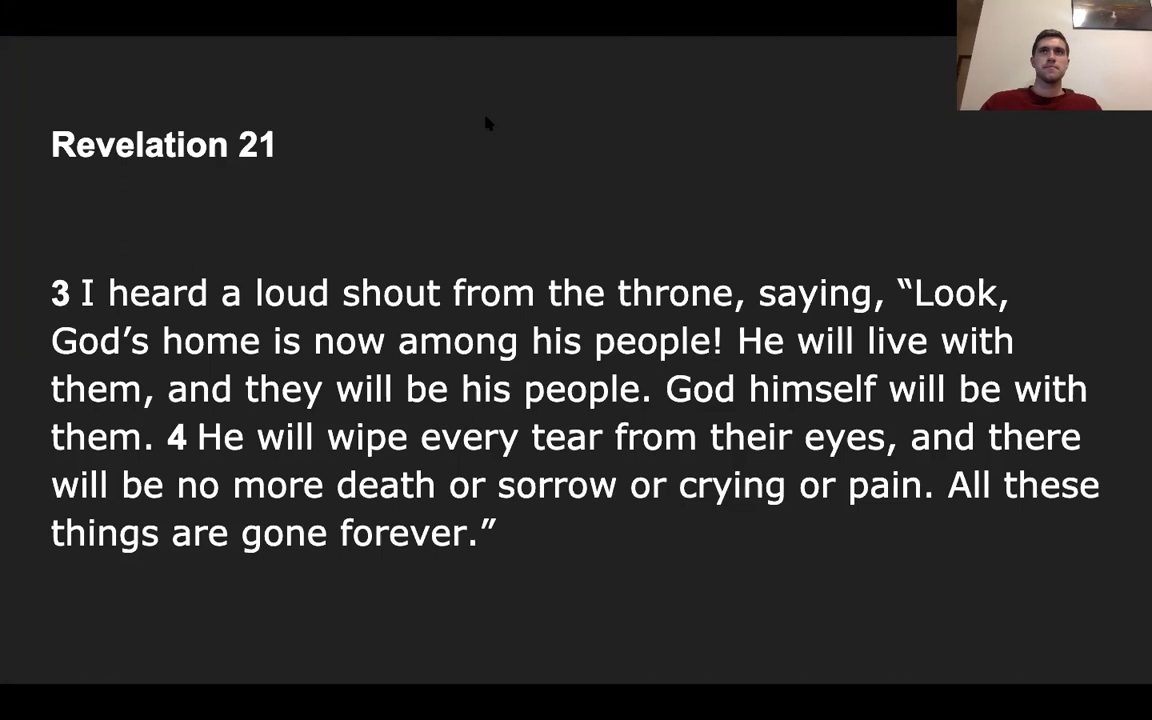 Revelation 21
3 I heard a loud shout from the throne, saying, “Look,
God’s home is now among his people! He will live with
them, and they will be his people. God himself will be with
them. 4 He will wipe every tear from their eyes, and there
will be no more death or sorrow or crying or pain. All these
things are gone forever.”